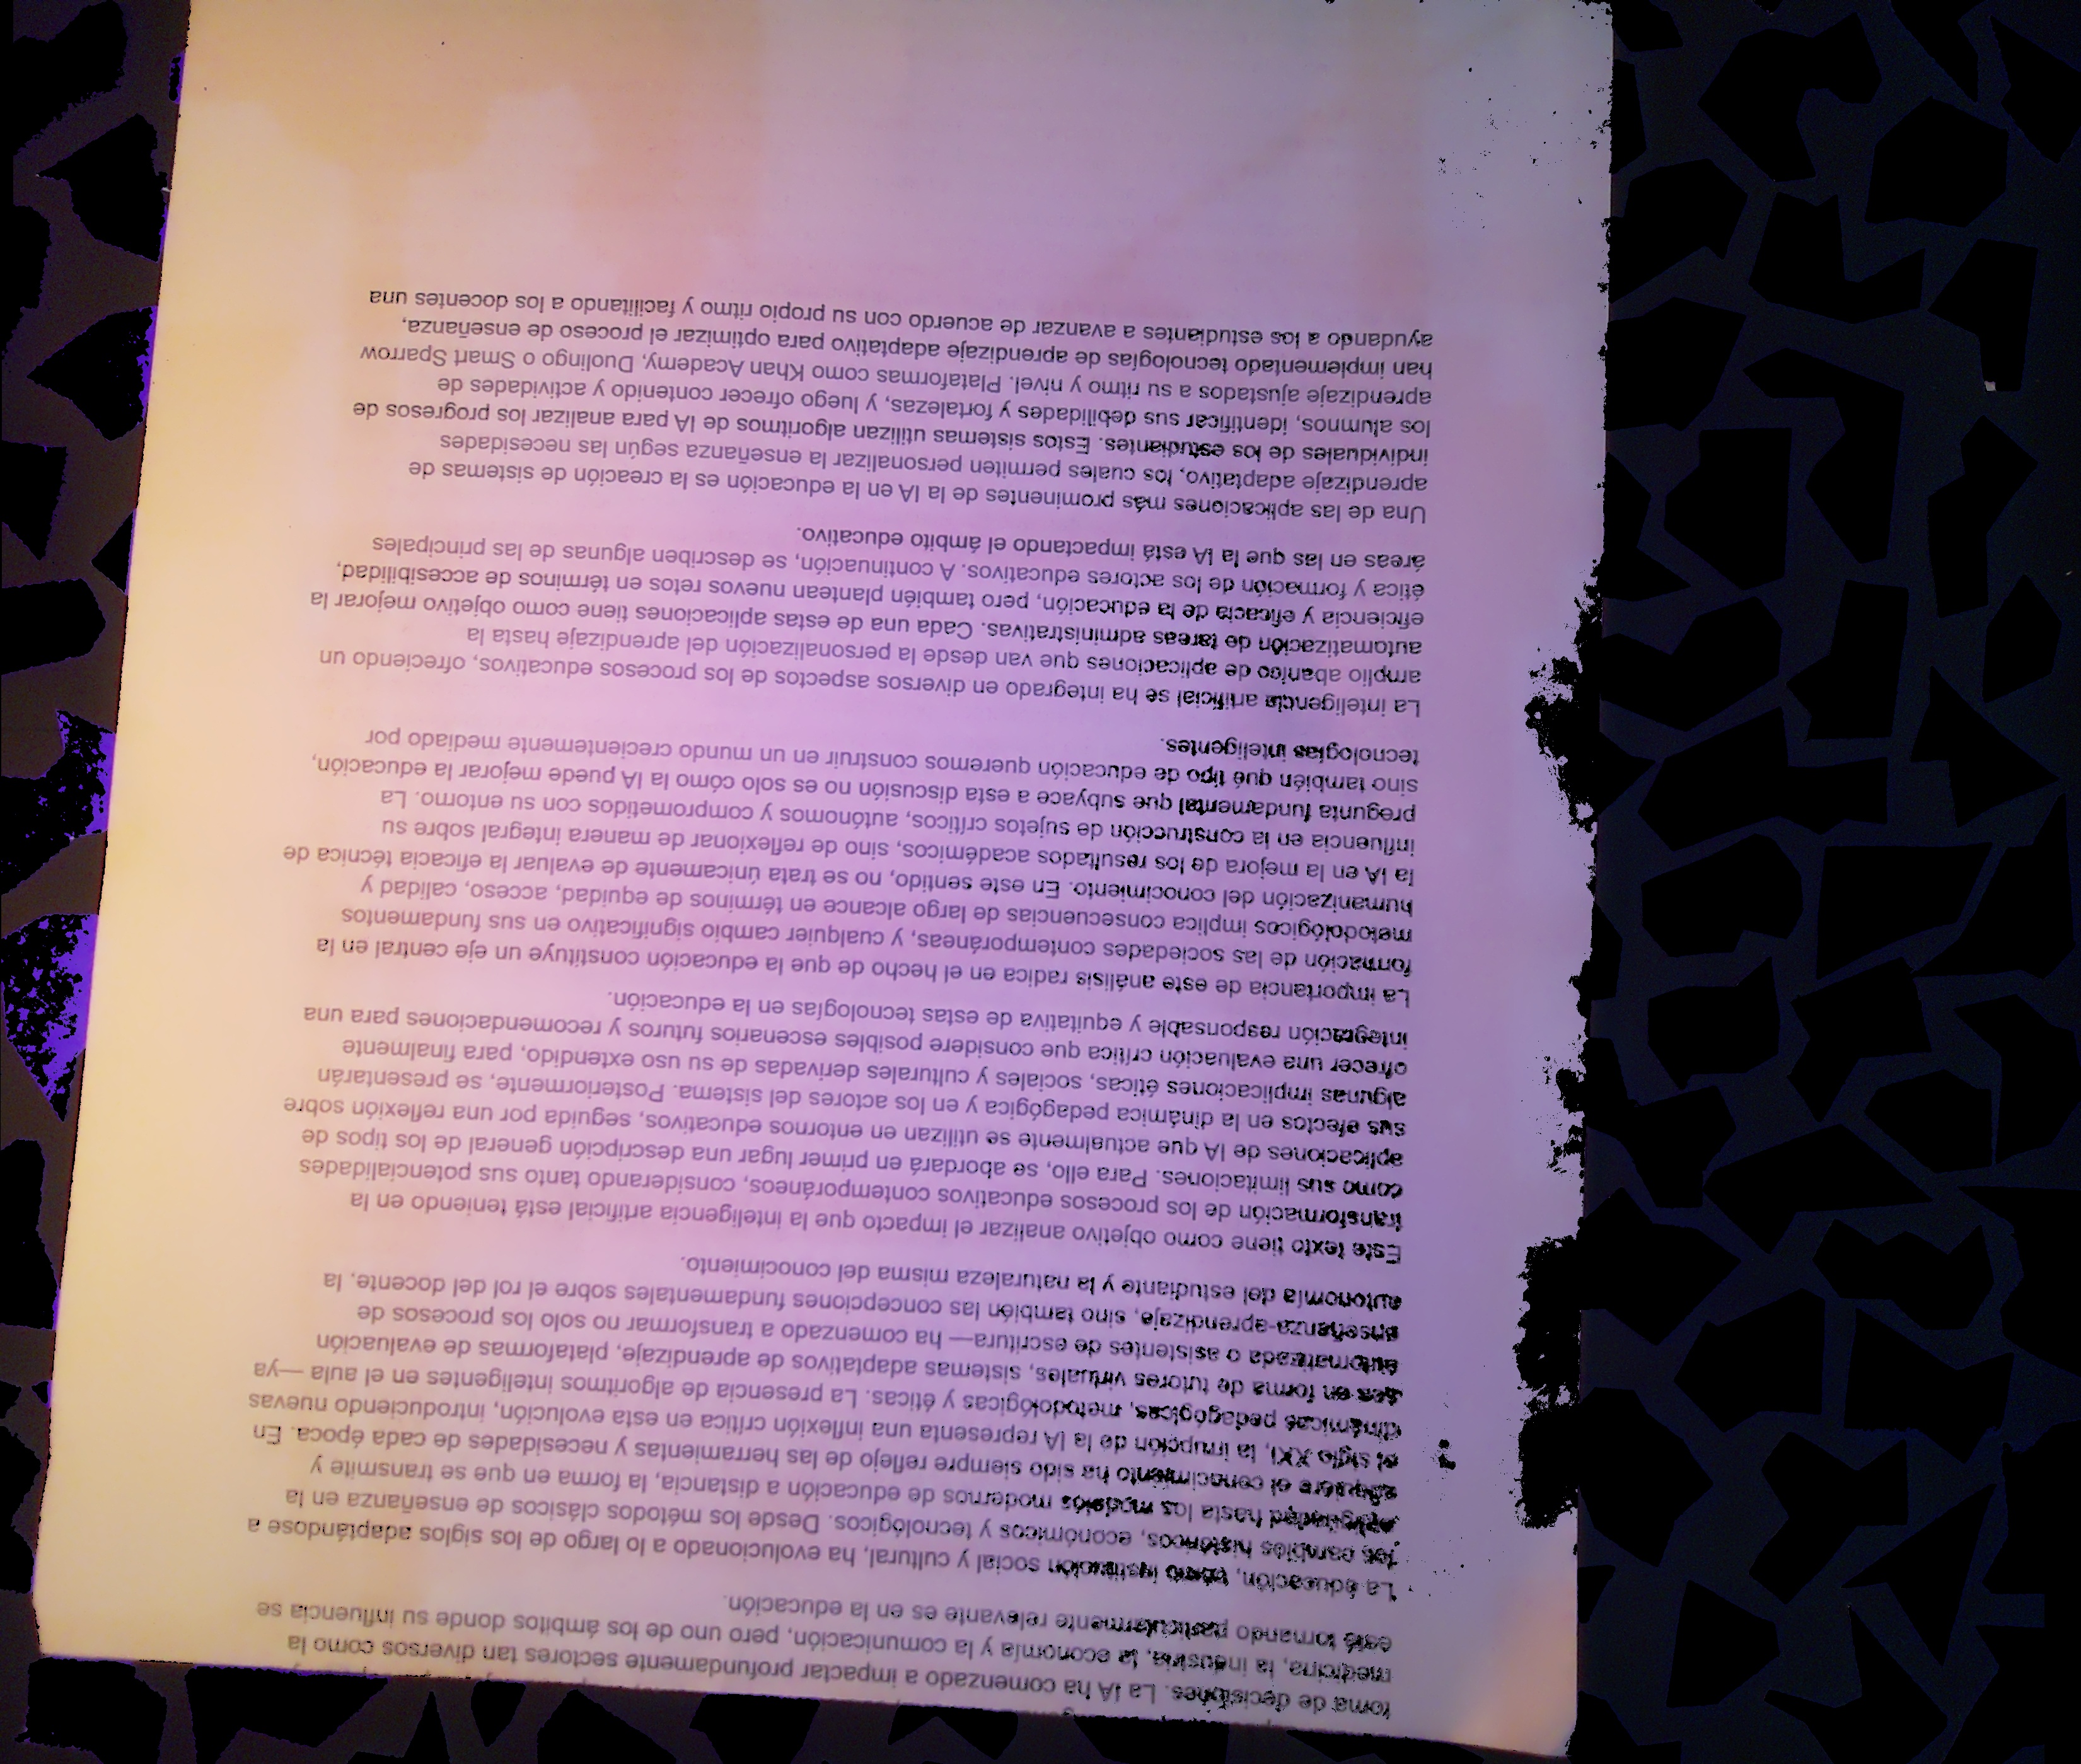 toma de decisiones. La IA ha comenzado a impactar profundamente sectores tan diversos como la
medicina, la industria, la economía y la comunicación, pero uno de los ámbitos donde su influencia se
está tornando particularmente relevante es en la educación.
La educación, como institución social y cultural, ha evolucionado a lo largo de los siglos adaptándose a
los cambios históricos, económicos y tecnológicos. Desde los métodos clásicos de enseñanza en la
antigüedad hasta los modelos modernos de educación a distancia, la forma en que se transmite y
adquiere el conocimiento ha sido siempre reflejo de las herramientas y necesidades de cada época. En
el siglo XXI, la irrupción de la IA representa una inflexión crítica en esta evolución, introduciendo nuevas
dinámicas pedagógicas, metodológicas y éticas. La presencia de algoritmos inteligentes en el aula —ya
sea en forma de tutores virtuales, sistemas adaptativos de aprendizaje, plataformas de evaluación
automatizada o asistentes de escritura— ha comenzado a transformar no solo los procesos de
enseñanza-aprendizaje, sino también las concepciones fundamentales sobre el rol del docente, la
autonomía del estudiante y la naturaleza misma del conocimiento.
Este texto tiene como objetivo analizar el impacto que la inteligencia artificial está teniendo en la
transformación de los procesos educativos contemporáneos, considerando tanto sus potencialidades
como sus limitaciones. Para ello, se abordará en primer lugar una descripción general de los tipos de
aplicaciones de IA que actualmente se utilizan en entornos educativos, seguida por una reflexión sobre
sus efectos en la dinámica pedagógica y en los actores del sistema. Posteriormente, se presentarán
algunas implicaciones éticas, sociales y culturales derivadas de su uso extendido, para finalmente
ofrecer una evaluación crítica que considere posibles escenarios futuros y recomendaciones para una
integración responsable y equitativa de estas tecnologías en la educación.
La importancia de este análisis radica en el hecho de que la educación constituye un eje central en la
formación de las sociedades contemporáneas, y cualquier cambio significativo en sus fundamentos
metodológicos implica consecuencias de largo alcance en términos de equidad, acceso, calidad y
humanización del conocimiento. En este sentido, no se trata únicamente de evaluar la eficacia técnica de
la IA en la mejora de los resultados académicos, sino de reflexionar de manera integral sobre su
influencia en la construcción de sujetos críticos, autónomos y comprometidos con su entorno. La
pregunta fundamental que subyace a esta discusión no es solo cómo la IA puede mejorar la educación,
sino también qué tipo de educación queremos construir en un mundo crecientemente mediado por
tecnologías inteligentes.
La inteligencia artificial se ha integrado en diversos aspectos de los procesos educativos, ofreciendo un
amplio abanico de aplicaciones que van desde la personalización del aprendizaje hasta la
automatización de tareas administrativas. Cada una de estas aplicaciones tiene como objetivo mejorar la
eficiencia y eficacia de la educación, pero también plantean nuevos retos en términos de accesibilidad,
ética y formación de los actores educativos. A continuación, se describen algunas de las principales
áreas en las que la IA está impactando el ámbito educativo.
Una de las aplicaciones más prominentes de la IA en la educación es la creación de sistemas de
aprendizaje adaptativo, los cuales permiten personalizar la enseñanza según las necesidades
individuales de los estudiantes. Estos sistemas utilizan algoritmos de IA para analizar los progresos de
los alumnos, identificar sus debilidades y fortalezas, y luego ofrecer contenido y actividades de
aprendizaje ajustados a su ritmo y nivel. Plataformas como Khan Academy, Duolingo o Smart Sparrow
han implementado tecnologías de aprendizaje adaptativo para optimizar el proceso de enseñanza,
ayudando a los estudiantes a avanzar de acuerdo con su propio ritmo y facilitando a los docentes una